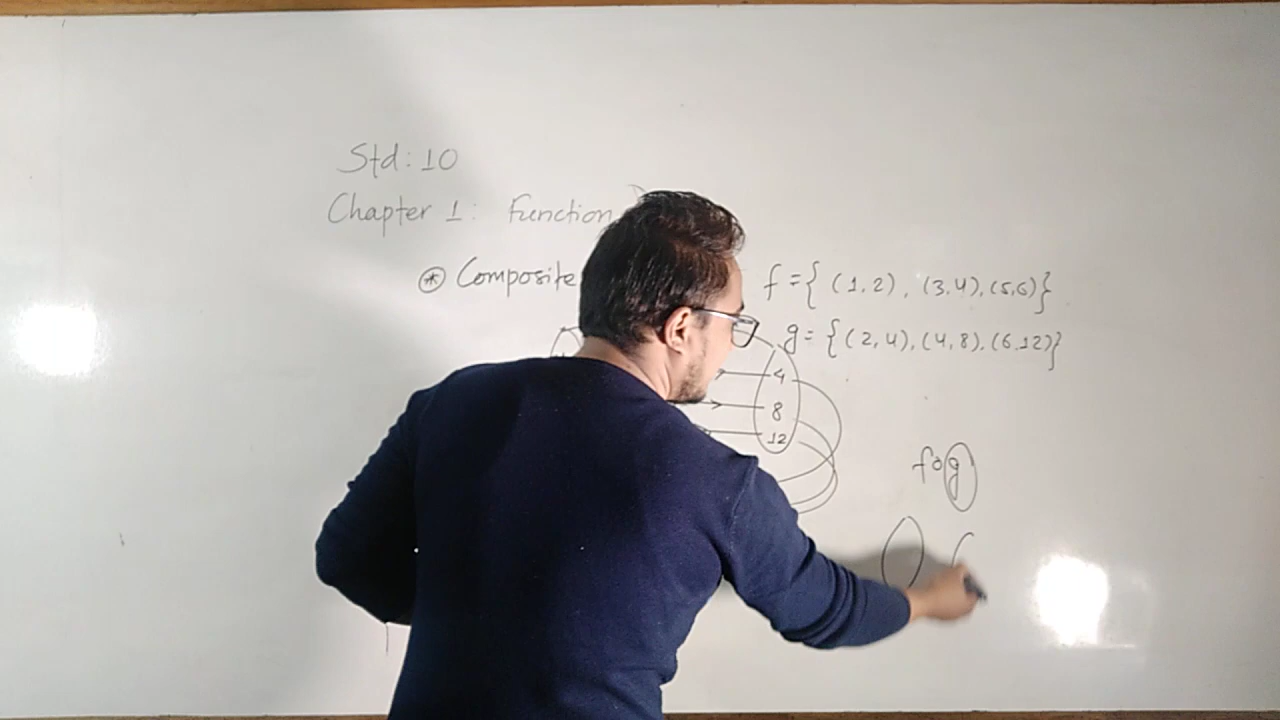 Std: 10
Chapter 1: Function
⊛ Composite
f = { (1,2), (3,4), (5,6)}
g = {(2,4), (4,8), (6,12)}
4
8
12
fog